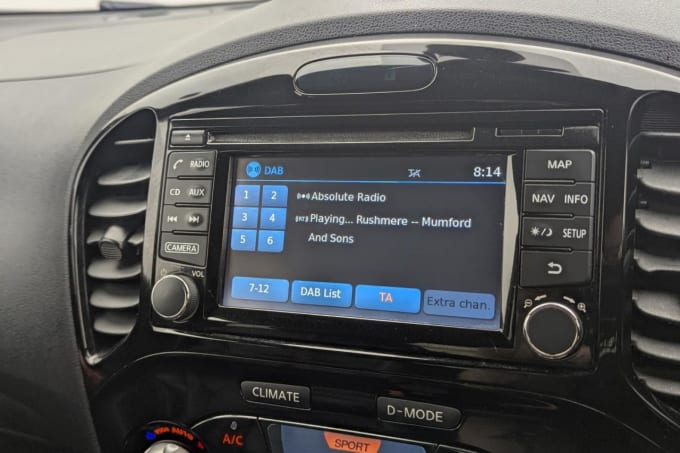 RADIO
CD AUX
CAMERA
VOL
DAB
TA
8:14
1 2
3 4
5 6
Absolute Radio
Playing... Rushmere -- Mumford
And Sons
7-12
DAB List
TA
Extra chan.
MAP
NAV INFO
SETUP
CLIMATE
D-MODE
A/C
SPORT